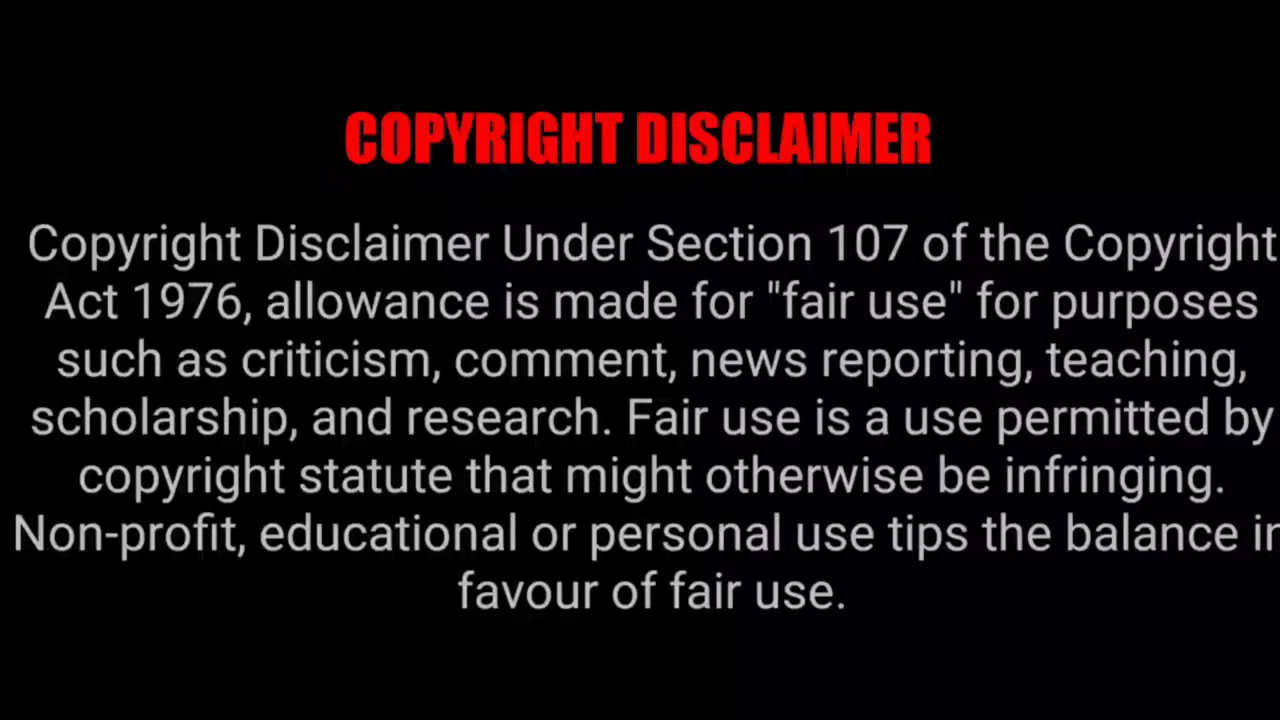 COPYRIGHT DISCLAIMER
Copyright Disclaimer Under Section 107 of the Copyright
Act 1976, allowance is made for "fair use" for purposes
such as criticism, comment, news reporting, teaching,
scholarship, and research. Fair use is a use permitted by
copyright statute that might otherwise be infringing.
Non-profit, educational or personal use tips the balance in
favour of fair use.